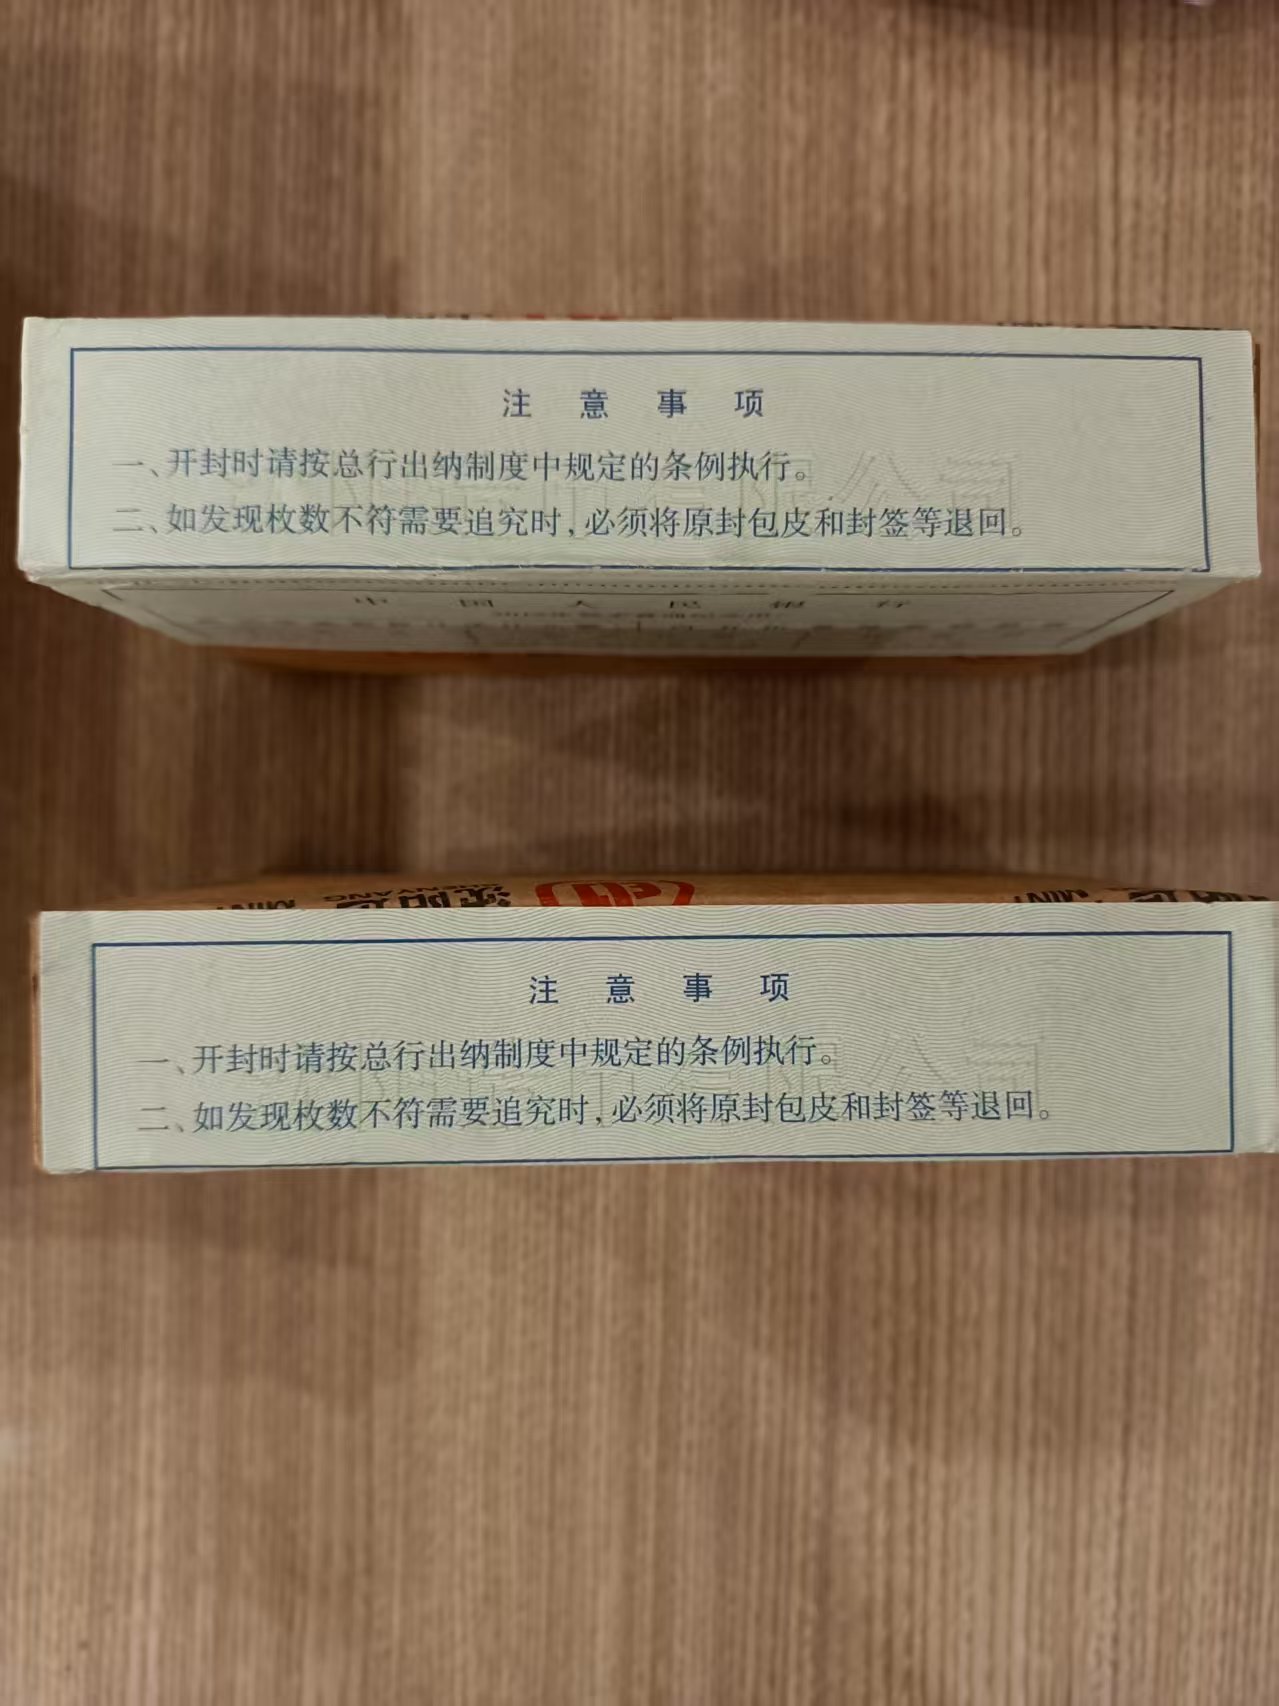 注意事项
一、开封时请按总行出纳制度中规定的条例执行。
二、如发现枚数不符需要追究时，必须将原封包皮和封签等退回。
中国人民银行
沈阳造
SHENYANG
MINT
注意事项
一、开封时请按总行出纳制度中规定的条例执行。
二、如发现枚数不符需要追究时，必须将原封包皮和封签等退回。